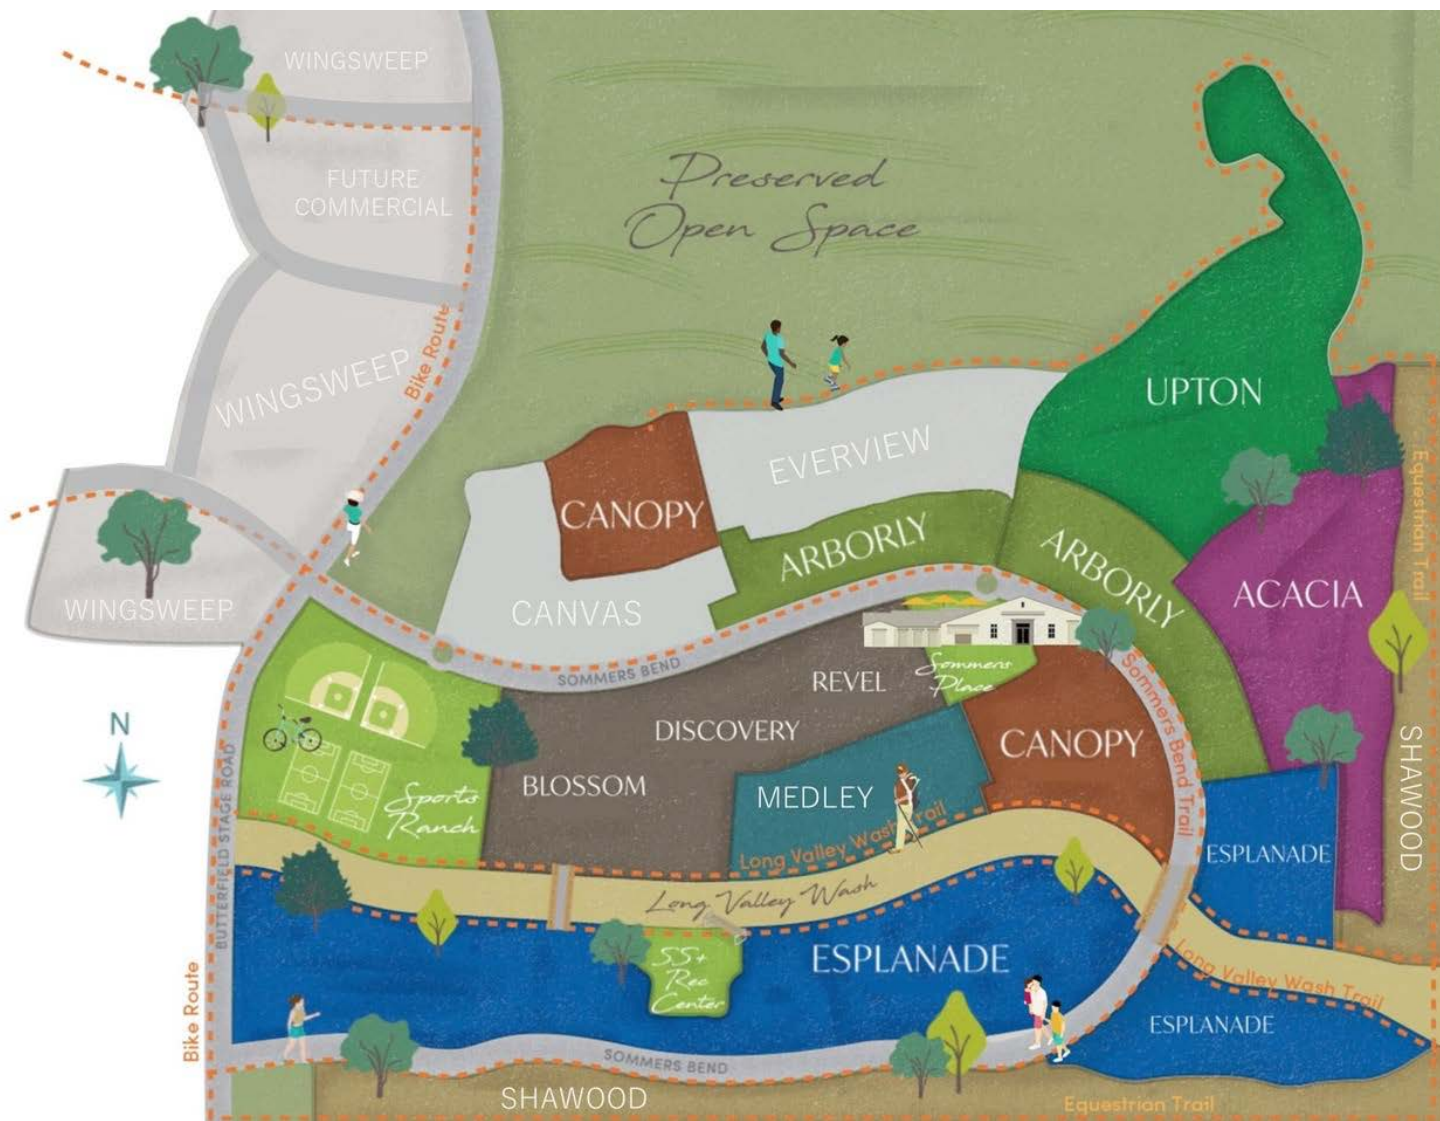 WINGSWEEP
FUTURE
COMMERCIAL
Preserved
Open Space
Bike Route
WINGSWEEP
UPTON
EVERVIEW
CANOPY
ARBORLY
ARBORLY
Equestrian Trail
WINGSWEEP
CANVAS
ACACIA
SOMMERS BEND
REVEL
Sommers
Place
Sommers Bend Trail
N
DISCOVERY
CANOPY
SHAWOOD
BLOSSOM
MEDLEY
Sports
Ranch
BUTTERFIELD STAGE ROAD
Long Valley Wash Trail
ESPLANADE
Long Valley Wash
55+
Rec
Center
ESPLANADE
Long Valley Wash Trail
Bike Route
ESPLANADE
SOMMERS BEND
SHAWOOD
Equestrian Trail